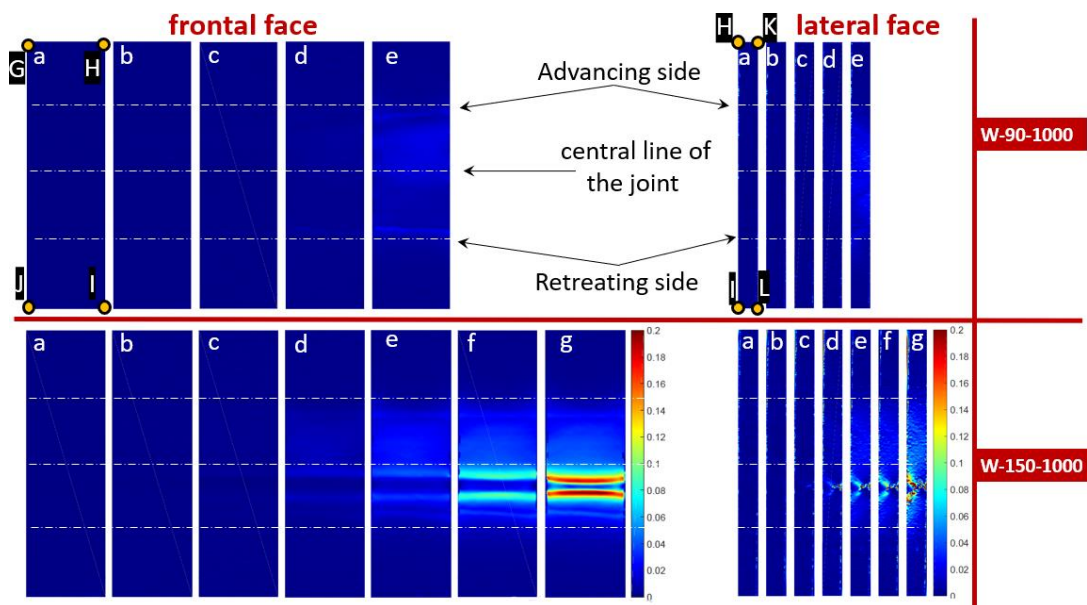 frontal face
H K lateral face
G a H b c d e
a b c d e
Advancing side
central line of
the joint
W-90-1000
Retreating side
J I
I L
a b c d e f g
0.2
0.18
0.16
0.14
0.12
0.1
0.08
0.06
0.04
0.02
0
a b c d e f g
0.2
0.18
0.16
0.14
0.12
0.1
0.08
0.06
0.04
0.02
0
W-150-1000